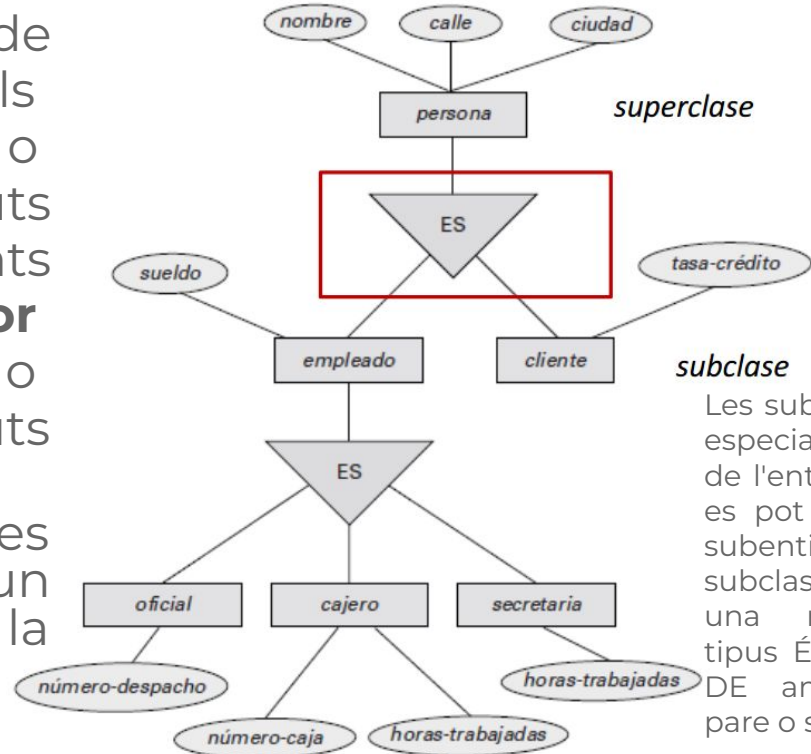 de
ls
o
uts
nts
or
o
uts
es
un
la
nombre
calle
ciudad
persona
superclase
ES
sueldo
tasa-crédito
empleado
cliente
subclase
ES
oficial
cajero
secretaria
número-despacho
número-caja
horas-trabajadas
horas-trabajadas
Les sub
especia
de l'ent
es pot
subenti
subclas
una
tipus É
DE an
pare o s